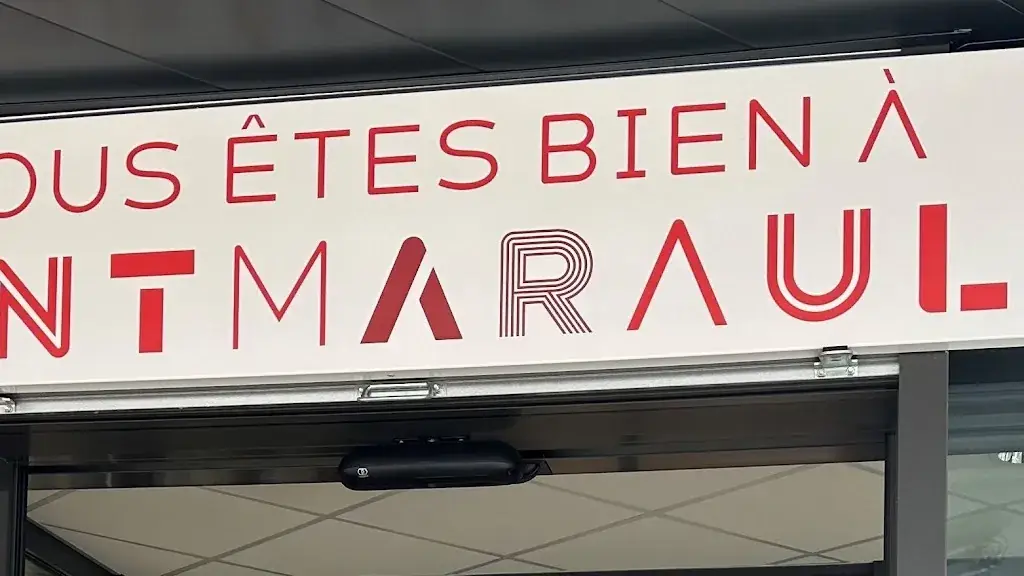 OUS ÊTES BIEN À
NTMARAUL